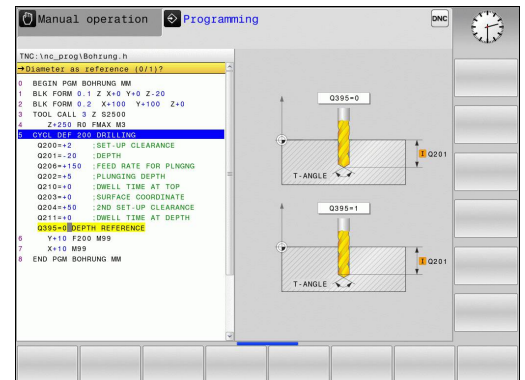 Manual operation
Programming
DNC
TNC:\nc_prog\Bohrung.h
→Diameter as reference (0/1)?
0 BEGIN PGM BOHRUNG MM
1 BLK FORM 0.1 Z X+0 Y+0 Z-20
2 BLK FORM 0.2 X+100 Y+100 Z+0
3 TOOL CALL 3 Z S2500
4 Z+250 R0 FMAX M3
5 CYCL DEF 200 DRILLING
Q200=+2 ;SET-UP CLEARANCE
Q201=-20 ;DEPTH
Q206=+150 ;FEED RATE FOR PLNGNG
Q202=+5 ;PLUNGING DEPTH
Q210=+0 ;DWELL TIME AT TOP
Q203=+0 ;SURFACE COORDINATE
Q204=+50 ;2ND SET-UP CLEARANCE
Q211=+0 ;DWELL TIME AT DEPTH
Q395=0 DEPTH REFERENCE
6 Y+10 F200 M99
7 X+10 M99
8 END PGM BOHRUNG MM
Q395=0
I Q201
T-ANGLE
Q395=1
I Q201
T-ANGLE